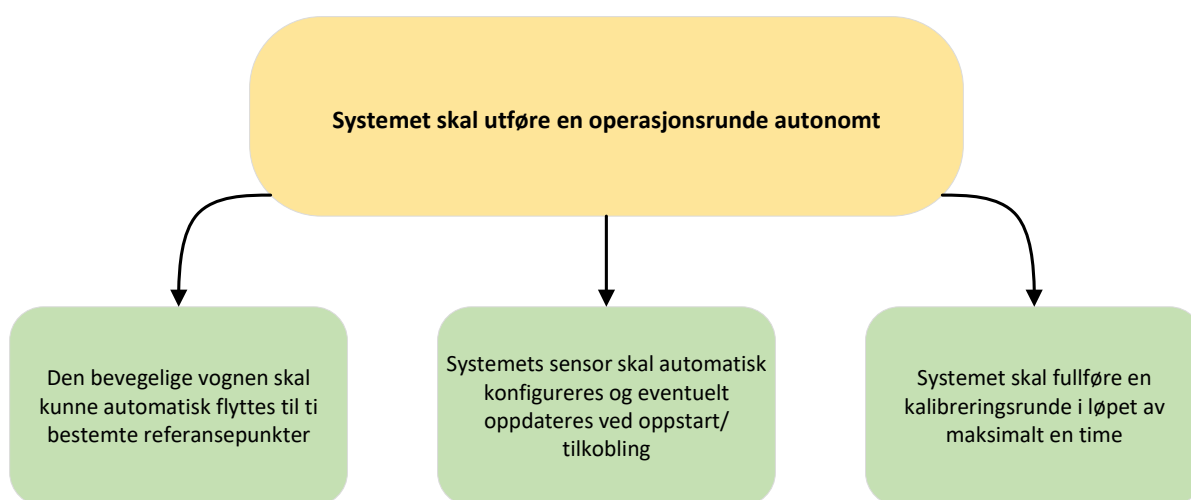 Systemet skal utføre en operasjonsrunde autonomt
Den bevegelige vognen skal
kunne automatisk flyttes til ti
bestemte referansepunkter
Systemets sensor skal automatisk
konfigureres og eventuelt
oppdateres ved oppstart/
tilkobling
Systemet skal fullføre en
kalibreringsrunde i løpet av
maksimalt en time